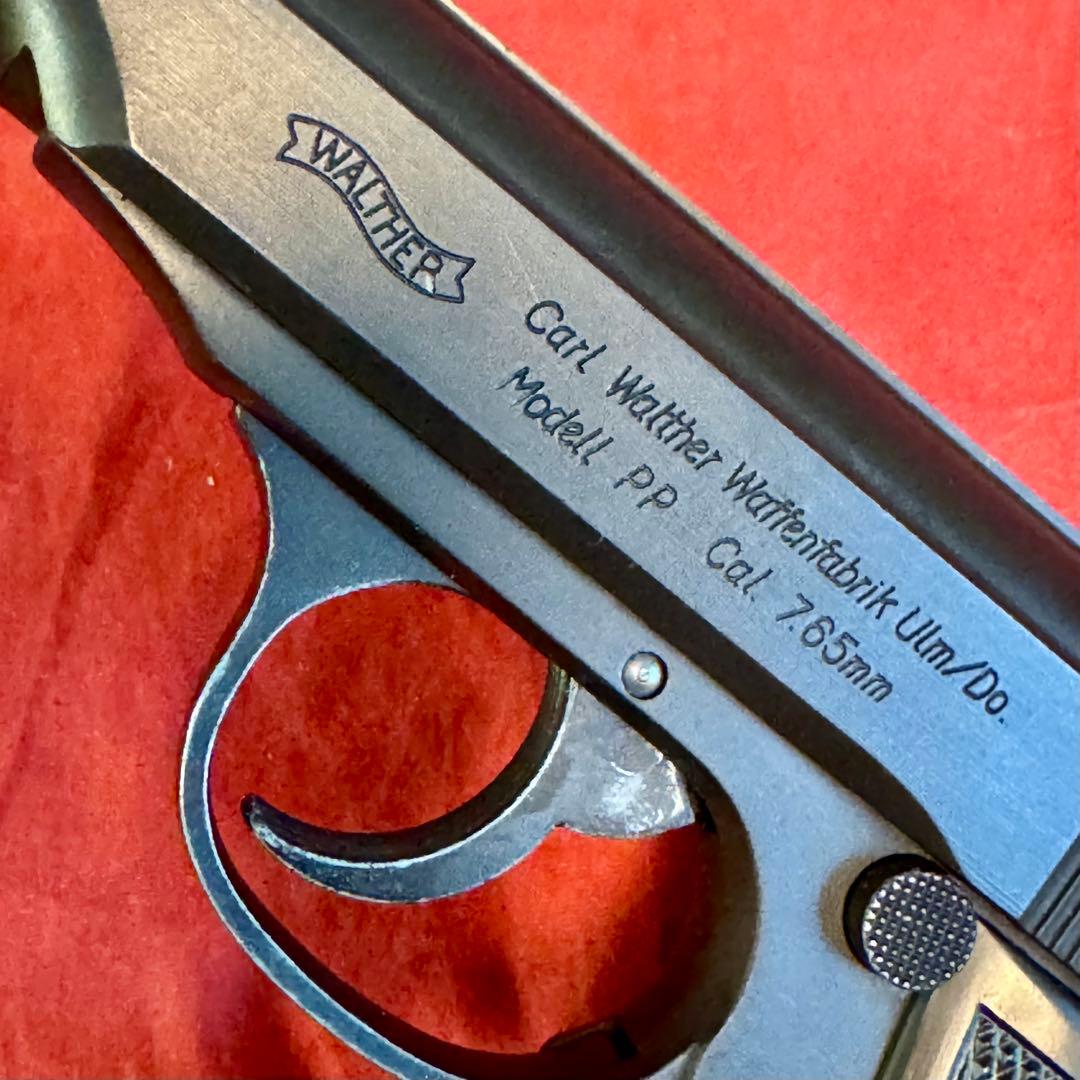 WALTHER
Carl Walther Waffenfabrik Ulm/Do.
Modell PP Cal. 7.65mm